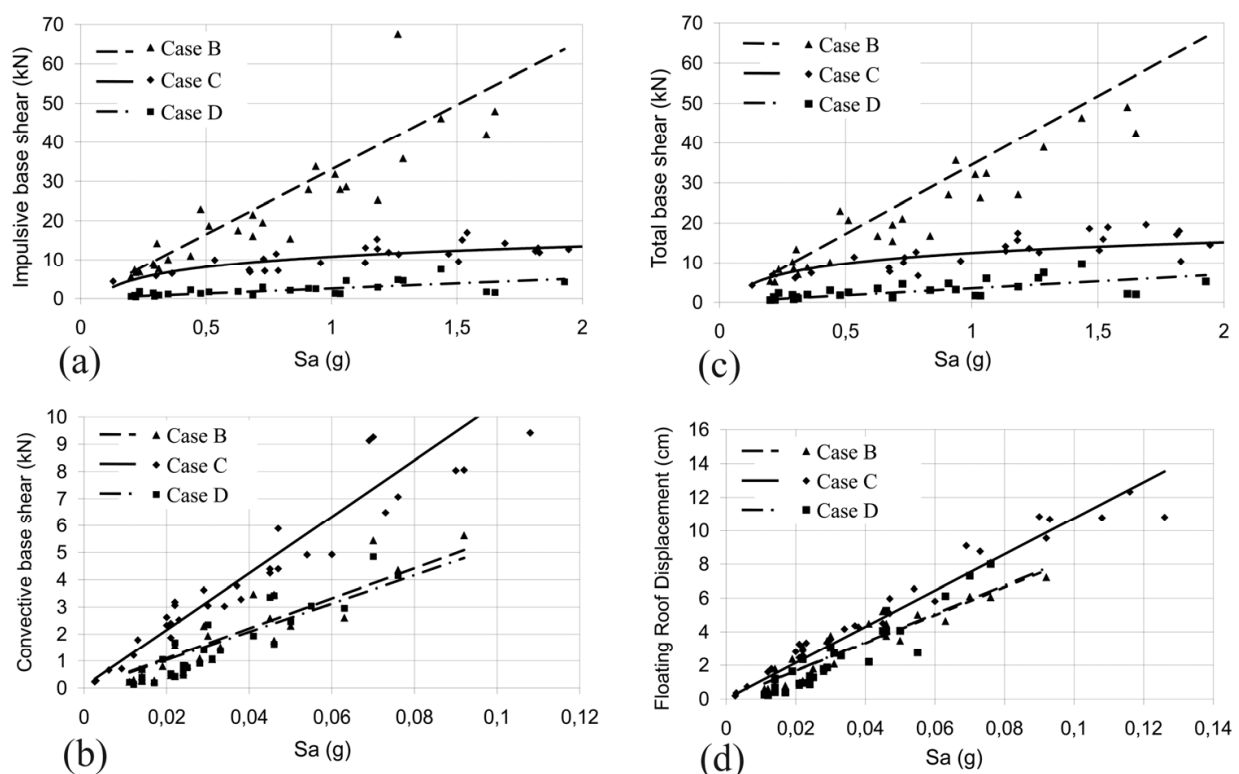 Impulsive base shear (kN)
70
60
50
40
30
20
10
0
Case B
Case C
Case D
0
0,5
1
1,5
2
Sa (g)
(a)
Total base shear (kN)
70
60
50
40
30
20
10
0
Case B
Case C
Case D
0
0,5
1
1,5
2
Sa (g)
(c)
Convective base shear (kN)
10
9
8
7
6
5
4
3
2
1
0
Case B
Case C
Case D
0
0,02
0,04
0,06
0,08
0,1
0,12
Sa (g)
(b)
Floating Roof Displacement (cm)
16
14
12
10
8
6
4
2
0
Case B
Case C
Case D
0
0,02
0,04
0,06
0,08
0,1
0,12
0,14
Sa (g)
(d)